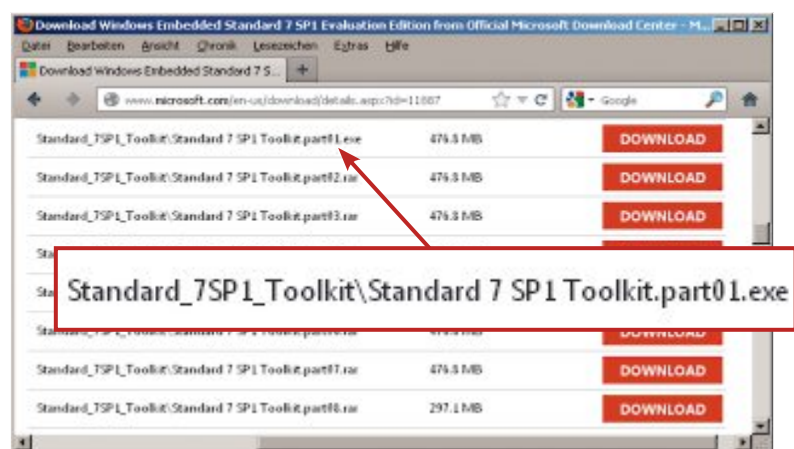 Download Windows Embedded Standard 7 SP1 Evaluation Edition from Official Microsoft Download Center - M...
Datei Bearbeiten Ansicht Chronik Lesezeichen Extras Hilfe
Download Windows Embedded Standard 7 S...
www.microsoft.com/en-us/download/details.aspx?id=11887 Google
Standard_7SP1_Toolkit\Standard 7 SP1 Toolkit.part01.exe 476.8 MB DOWNLOAD
Standard_7SP1_Toolkit\Standard 7 SP1 Toolkit.part02.rar 476.8 MB DOWNLOAD
Standard_7SP1_Toolkit\Standard 7 SP1 Toolkit.part03.rar 476.8 MB DOWNLOAD
Standard_7SP1_Toolkit\Standard 7 SP1 Toolkit.part01.exe
DOWNLOAD
Standard_7SP1_Toolkit\Standard 7 SP1 Toolkit.part07.rar 476.8 MB DOWNLOAD
Standard_7SP1_Toolkit\Standard 7 SP1 Toolkit.part08.rar 297.1 MB DOWNLOAD